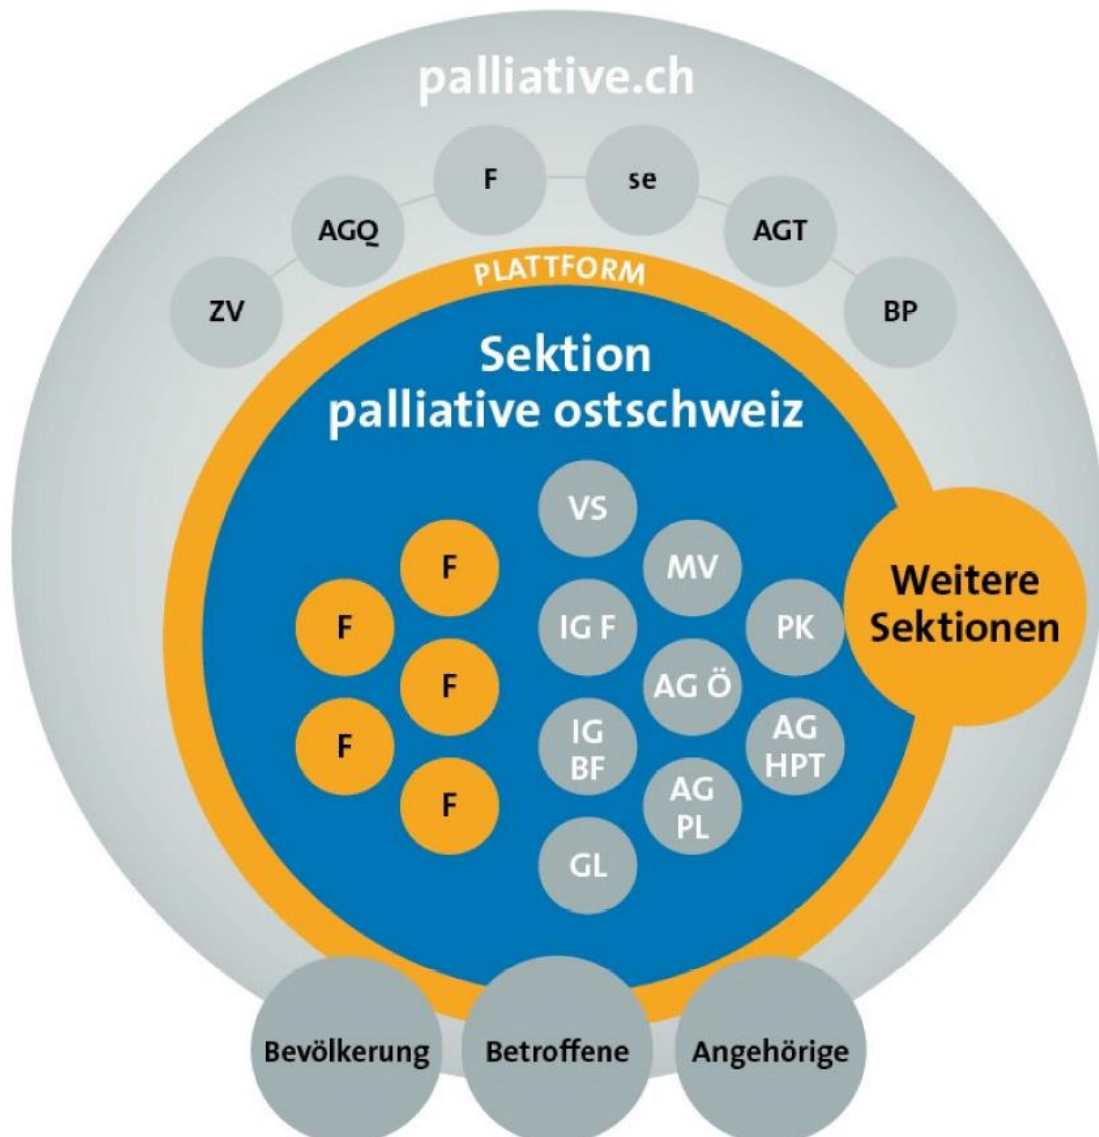 palliative.ch
F
se
AGQ
AGT
ZV
BP
PLATTFORM
Sektion
palliative ostschweiz
VS
F
MV
F
IG F
PK
Weitere
Sektionen
F
AG Ö
F
IG
BF
AG
HPT
F
AG
PL
GL
Bevölkerung
Betroffene
Angehörige